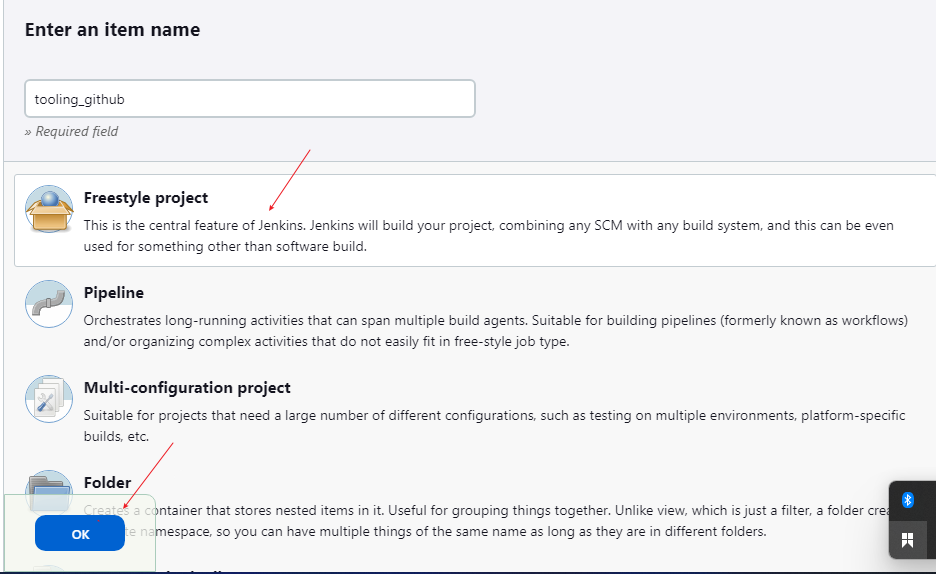 Enter an item name
tooling_github
» Required field
Freestyle project
This is the central feature of Jenkins. Jenkins will build your project, combining any SCM with any build system, and this can be even
used for something other than software build.
Pipeline
Orchestrates long-running activities that can span multiple build agents. Suitable for building pipelines (formerly known as workflows)
and/or organizing complex activities that do not easily fit in free-style job type.
Multi-configuration project
Suitable for projects that need a large number of different configurations, such as testing on multiple environments, platform-specific
builds, etc.
Folder
Creates a container that stores nested items in it. Useful for grouping things together. Unlike view, which is just a filter, a folder
namespace, so you can have multiple things of the same name as long as they are in different folders.
OK